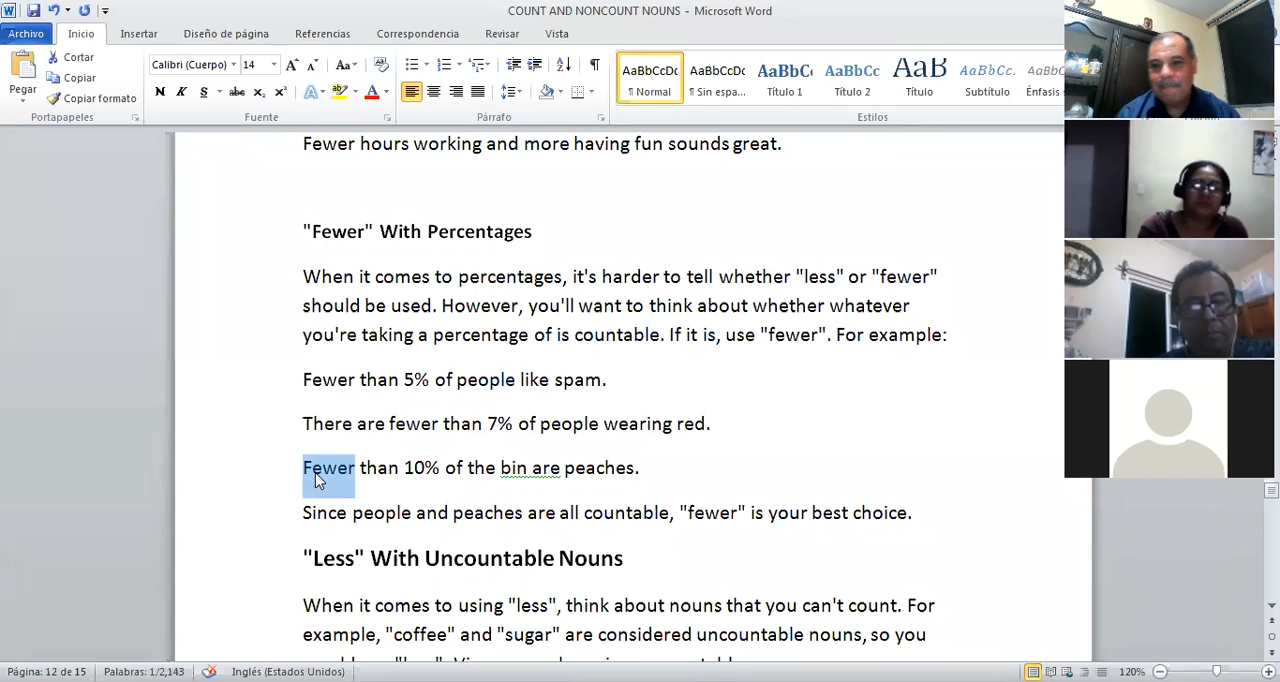 COUNT AND NONCOUNT NOUNS - Microsoft Word
Archivo Inicio Insertar Diseño de página Referencias Correspondencia Revisar Vista
Pegar
Cortar
Copiar
Copiar formato
Portapapeles
Calibri (Cuerpo) 14
Fuente
Párrafo
AaBbCcDc AaBbCcDc AaBbC AaBbCc AaB AaBbCc. AaBbCc
¶ Normal ¶ Sin espa... Título 1 Título 2 Título Subtítulo Énfasis
Estilos
Fewer hours working and more having fun sounds great.
"Fewer" With Percentages
When it comes to percentages, it's harder to tell whether "less" or "fewer"
should be used. However, you'll want to think about whether whatever
you're taking a percentage of is countable. If it is, use "fewer". For example:
Fewer than 5% of people like spam.
There are fewer than 7% of people wearing red.
Fewer than 10% of the bin are peaches.
Since people and peaches are all countable, "fewer" is your best choice.
"Less" With Uncountable Nouns
When it comes to using "less", think about nouns that you can't count. For
example, "coffee" and "sugar" are considered uncountable nouns, so you
Página: 12 de 15 Palabras: 1/2,143 Inglés (Estados Unidos) 120%